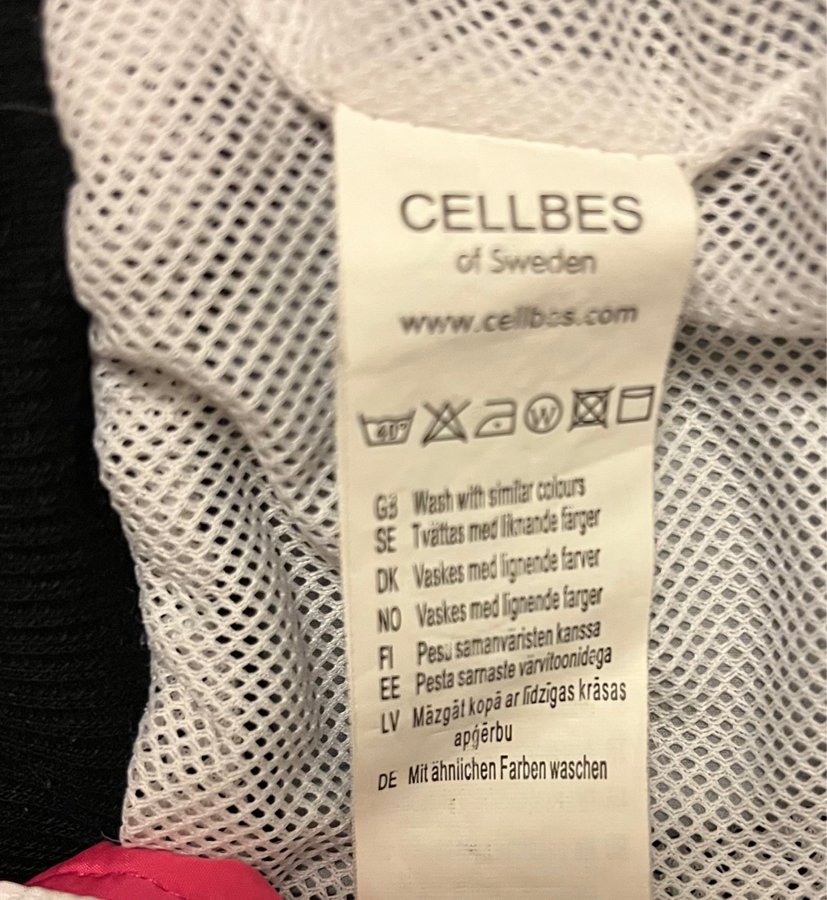 CELLBES
of Sweden
www.cellbes.com
40°
W
GB Wash with similar colours
SE Tvättas med liknande färger
DK Vaskes med lignende farver
NO Vaskes med lignende farger
FI Pesu samanväristen kanssa
EE Pesta sarnaste värvitoonidega
LV Māzgāt kopā ar līdzīgas krāsas
apģērbu
DE Mit ähnlichen Farben waschen